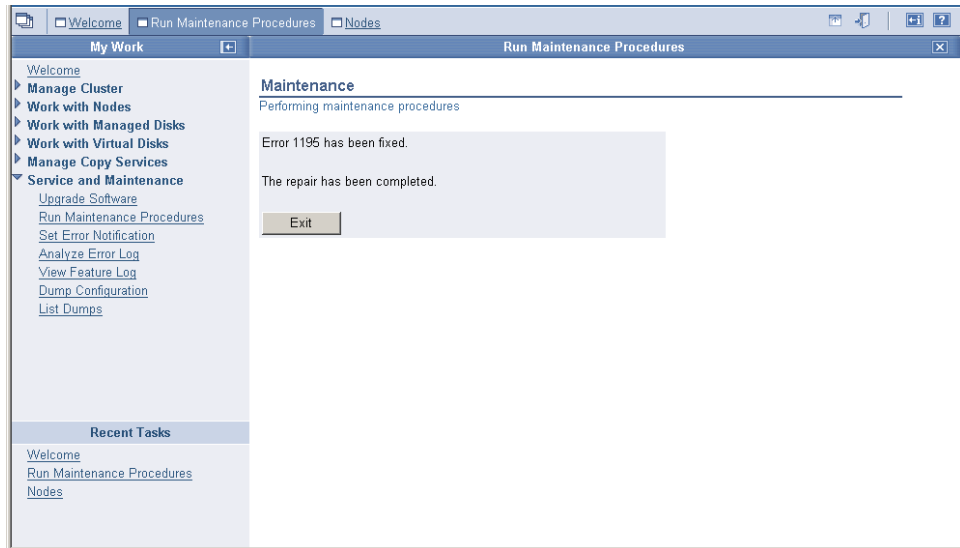 Welcome Run Maintenance Procedures Nodes
My Work
Run Maintenance Procedures
Welcome
Manage Cluster
Work with Nodes
Work with Managed Disks
Work with Virtual Disks
Manage Copy Services
Service and Maintenance
Upgrade Software
Run Maintenance Procedures
Set Error Notification
Analyze Error Log
View Feature Log
Dump Configuration
List Dumps
Recent Tasks
Welcome
Run Maintenance Procedures
Nodes
Maintenance
Performing maintenance procedures
Error 1195 has been fixed.
The repair has been completed.
Exit